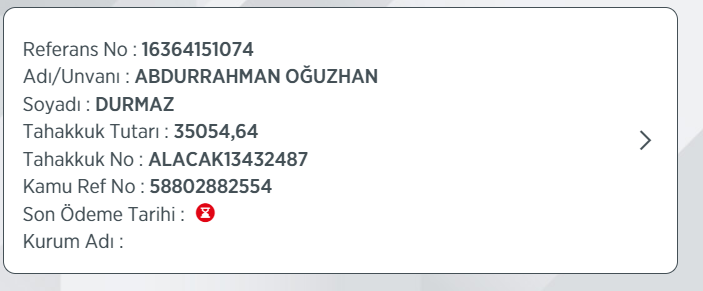 Referans No : 16364151074
Adı/Unvanı : ABDURRAHMAN OĞUZHAN
Soyadı : DURMAZ
Tahakkuk Tutarı : 35054,64
Tahakkuk No : ALACAK13432487
Kamu Ref No : 58802882554
Son Ödeme Tarihi :
Kurum Adı :